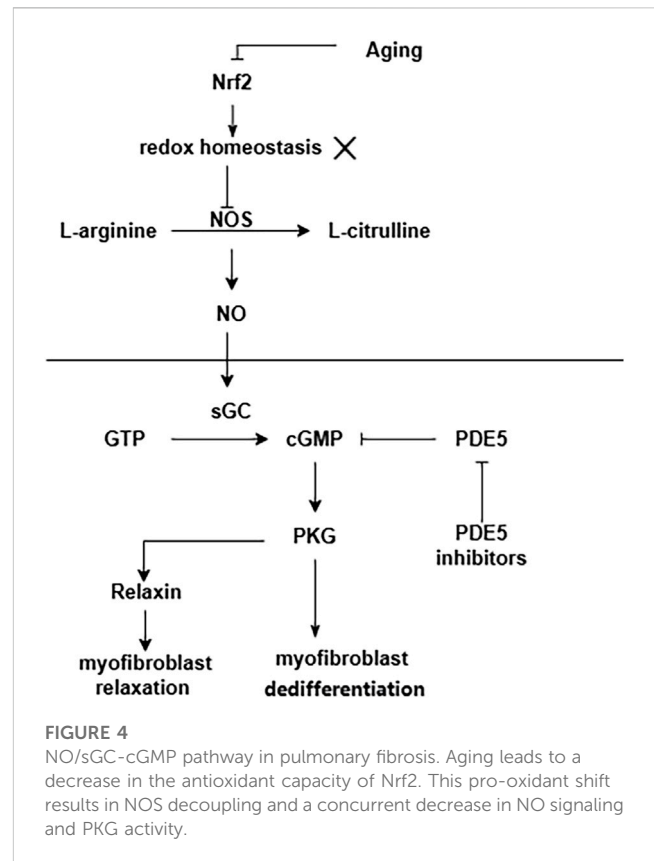 Aging
Nrf2
redox homeostasis
NOS
L-arginine L-citrulline
NO
sGC
GTP cGMP PDE5
PKG PDE5
inhibitors
Relaxin
myofibroblast
relaxation
myofibroblast
dedifferentiation
FIGURE 4
NO/sGC-cGMP pathway in pulmonary fibrosis. Aging leads to a
decrease in the antioxidant capacity of Nrf2. This pro-oxidant shift
results in NOS decoupling and a concurrent decrease in NO signaling
and PKG activity.